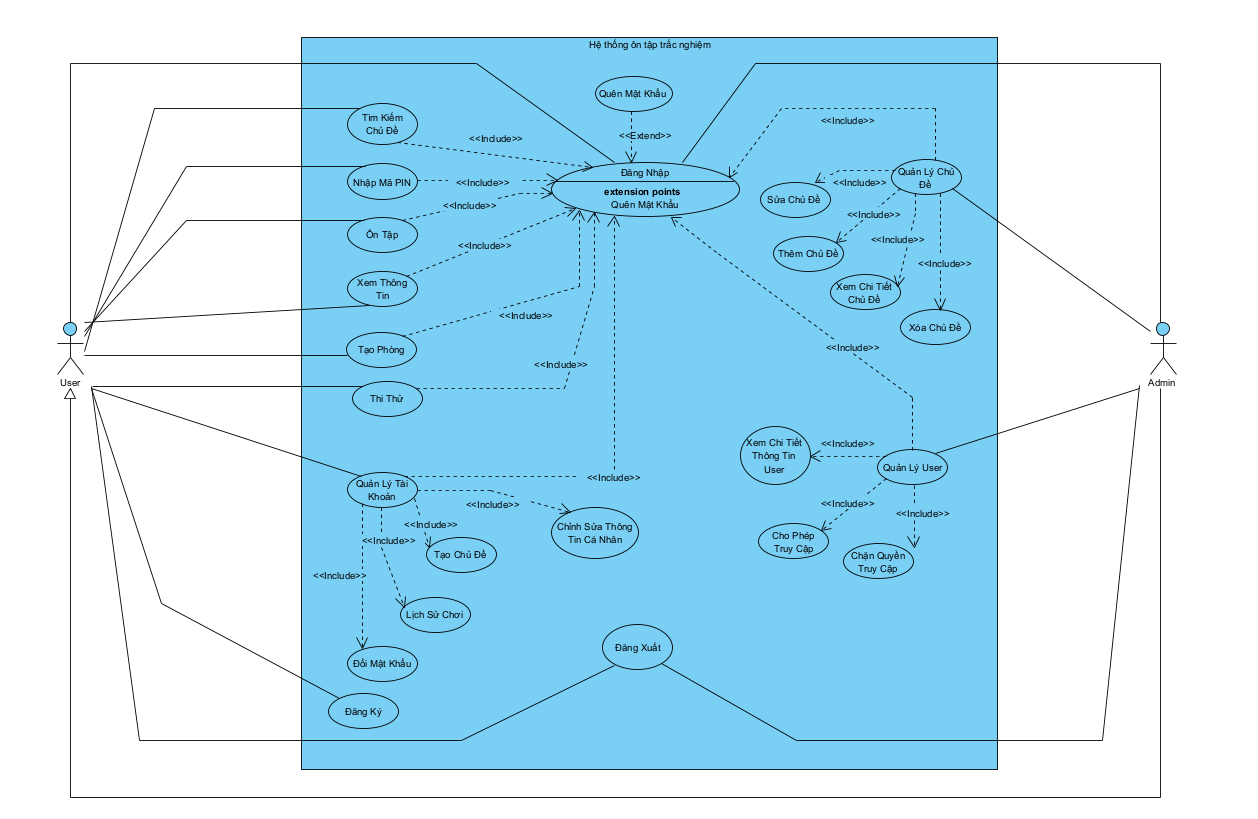 Hệ thống ôn tập trắc nghiệm
Quên Mật Khẩu
<<Extend>>
Đăng Nhập
extension points
Quên Mật Khẩu
Tìm Kiếm
Chủ Đề
<<Include>>
Nhập Mã PIN
<<Include>>
<<Include>>
Ôn Tập
<<Include>>
Xem Thông
Tin
<<Include>>
Tạo Phòng
<<Include>>
Thi Thử
User
<<Include>>
Quản Lý Chủ
Đề
<<Include>>
Sửa Chủ Đề
<<Include>>
Thêm Chủ Đề
<<Include>>
Xem Chi Tiết
Chủ Đề
<<Include>>
Xóa Chủ Đề
<<Include>>
Admin
Xem Chi Tiết
Thông Tin
User
<<Include>>
Quản Lý User
<<Include>>
Cho Phép
Truy Cập
<<Include>>
Chặn Quyền
Truy Cập
Quản Lý Tài
Khoản
<<Include>>
<<Include>>
Chỉnh Sửa Thông
Tin Cá Nhân
<<Include>>
Tạo Chủ Đề
<<Include>>
Lịch Sử Chơi
<<Include>>
Đổi Mật Khẩu
Đăng Xuất
Đăng Ký